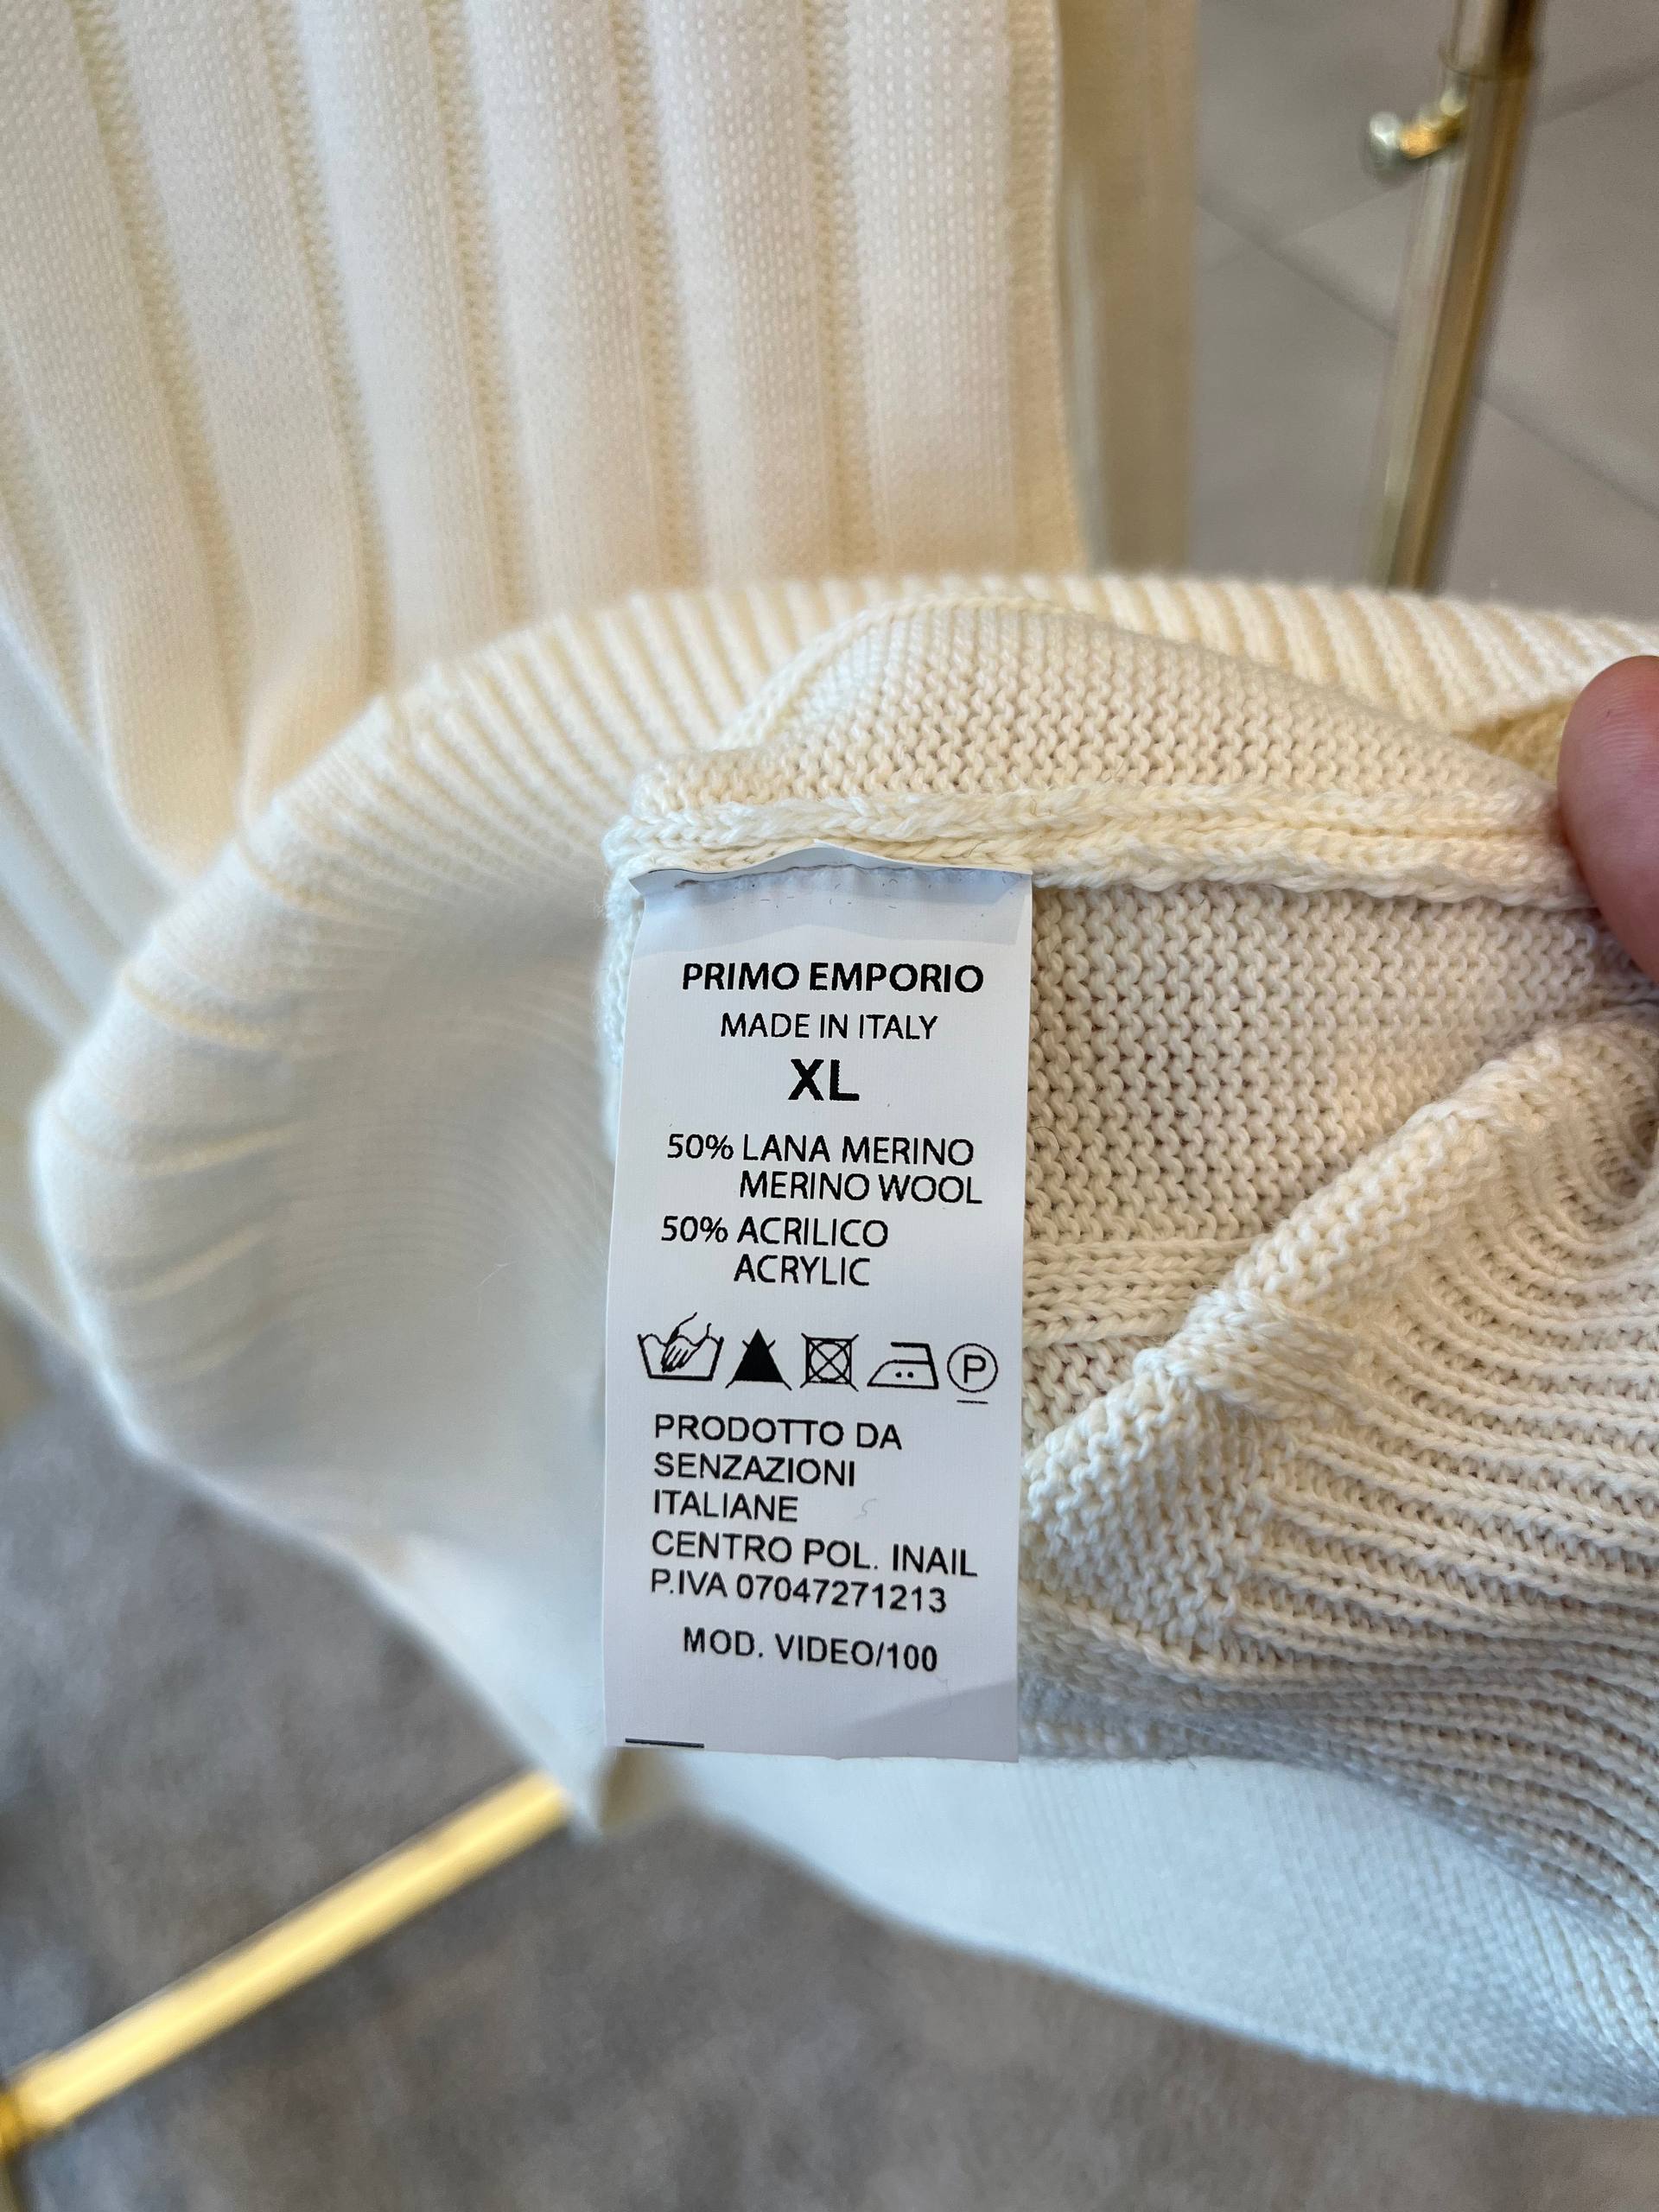 PRIMO EMPORIO
MADE IN ITALY
XL
50% LANA MERINO
MERINO WOOL
50% ACRILICO
ACRYLIC
P
PRODOTTO DA
SENZAZIONI
ITALIANE
CENTRO POL. INAIL
P.IVA 07047271213
MOD. VIDEO/100